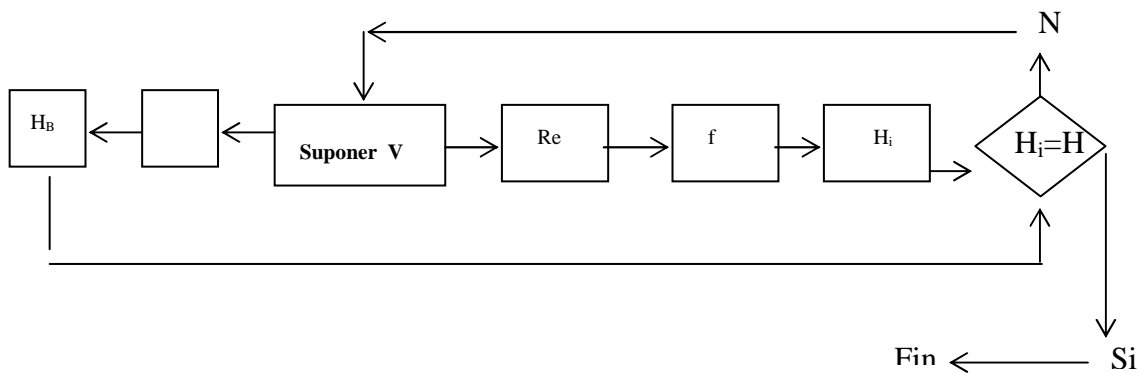 N
H_B
Suponer V
Re
f
H_i
H_i=H
Fin
Si